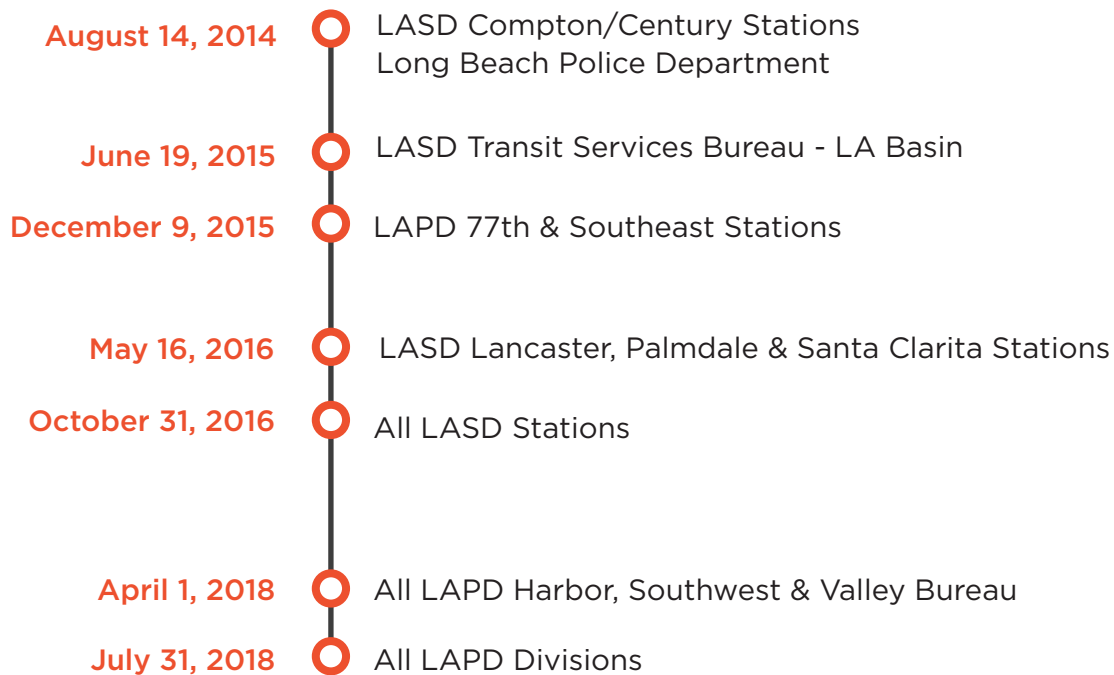 August 14, 2014
LASD Compton/Century Stations
Long Beach Police Department
June 19, 2015
LASD Transit Services Bureau - LA Basin
December 9, 2015
LAPD 77th & Southeast Stations
May 16, 2016
LASD Lancaster, Palmdale & Santa Clarita Stations
October 31, 2016
All LASD Stations
April 1, 2018
All LAPD Harbor, Southwest & Valley Bureau
July 31, 2018
All LAPD Divisions